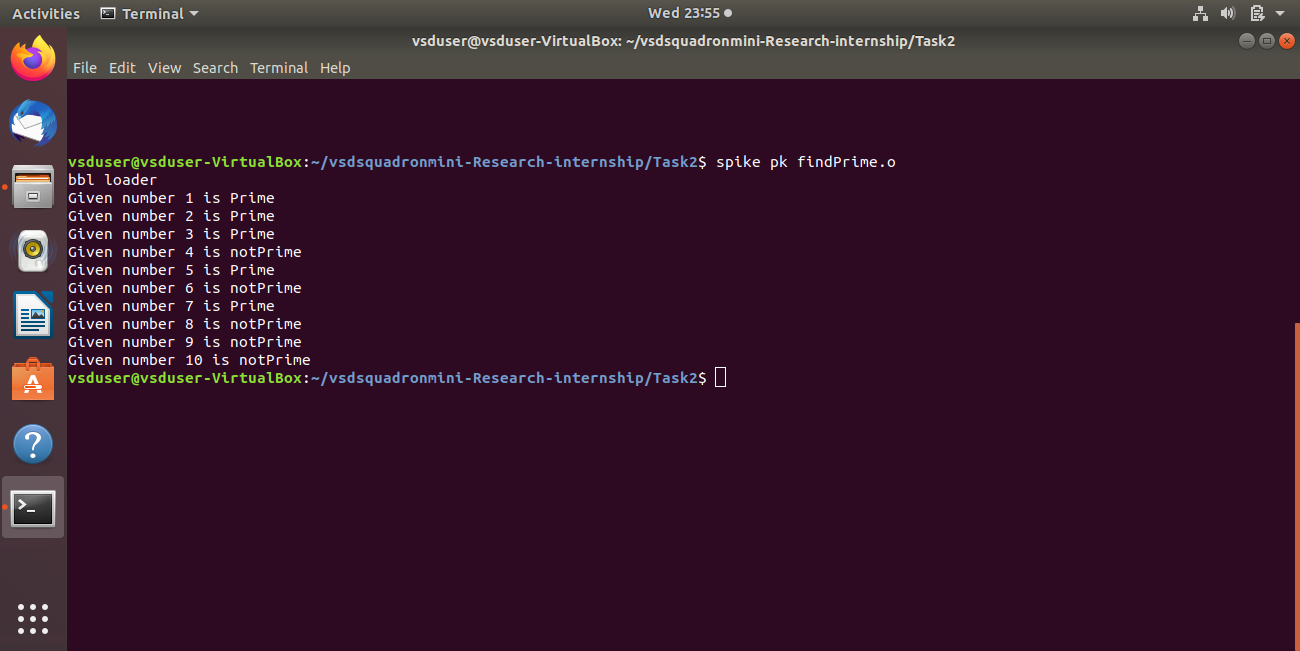 Activities Terminal Wed 23:55
vsduser@vsduser-VirtualBox: ~/vsdsquadronmini-Research-internship/Task2
File Edit View Search Terminal Help
vsduser@vsduser-VirtualBox:~/vsdsquadronmini-Research-internship/Task2$ spike pk findPrime.o
bbl loader
Given number 1 is Prime
Given number 2 is Prime
Given number 3 is Prime
Given number 4 is notPrime
Given number 5 is Prime
Given number 6 is notPrime
Given number 7 is Prime
Given number 8 is notPrime
Given number 9 is notPrime
Given number 10 is notPrime
vsduser@vsduser-VirtualBox:~/vsdsquadronmini-Research-internship/Task2$